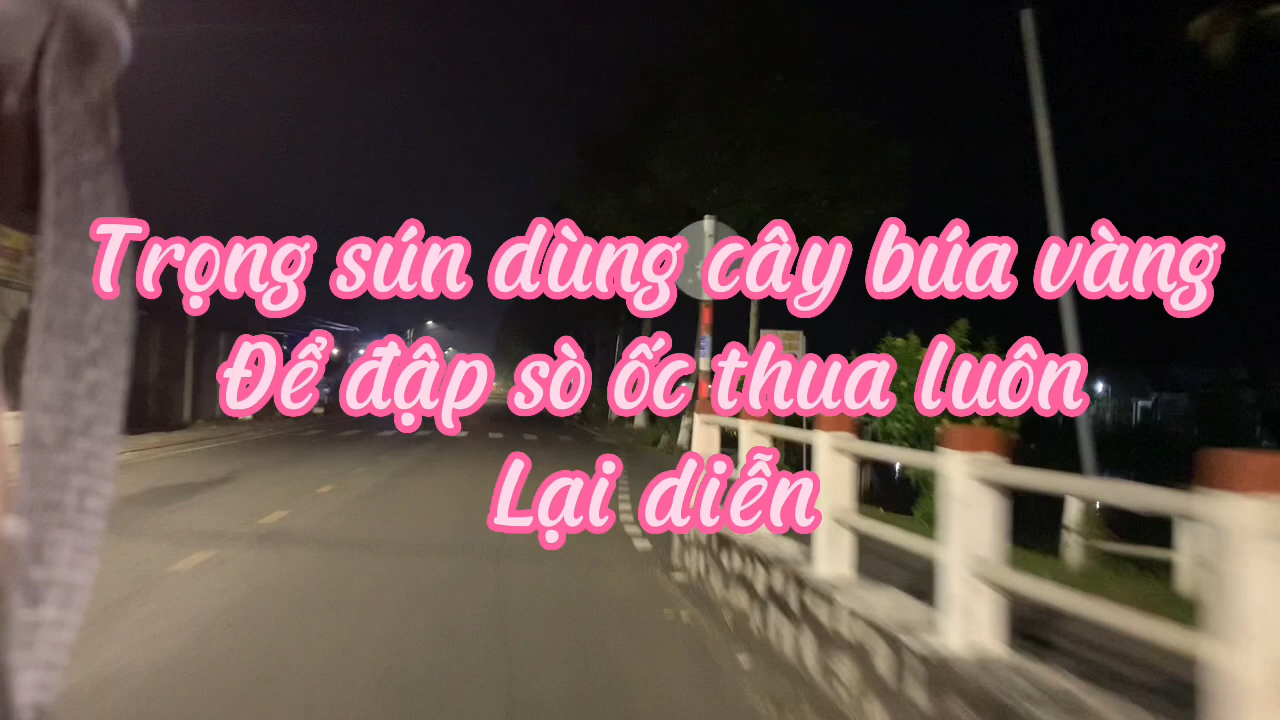 Trọng sún dùng cây búa vàng
Để đập sò ốc thua luôn
Lại diễn